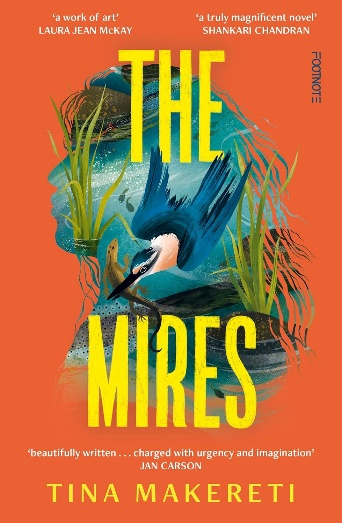 ‘a work of art’
LAURA JEAN McKAY
‘a truly magnificent novel’
SHANKARI CHANDRAN
FOOTNOTE
THE
MIRES
‘beautifully written . . . charged with urgency and imagination’
JAN CARSON
TINA MAKERETI